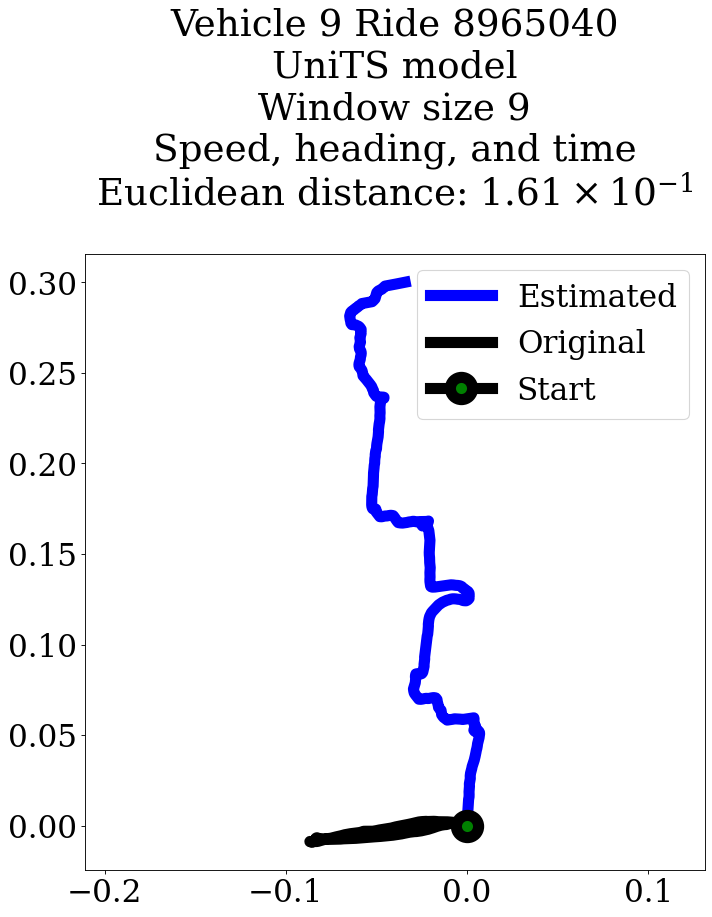 Vehicle 9 Ride 8965040
UniTS model
Window size 9
Speed, heading, and time
Euclidean distance: 1.61 × 10⁻¹
0.30
0.25
0.20
0.15
0.10
0.05
0.00
Estimated
Original
Start
−0.2
−0.1
0.0
0.1